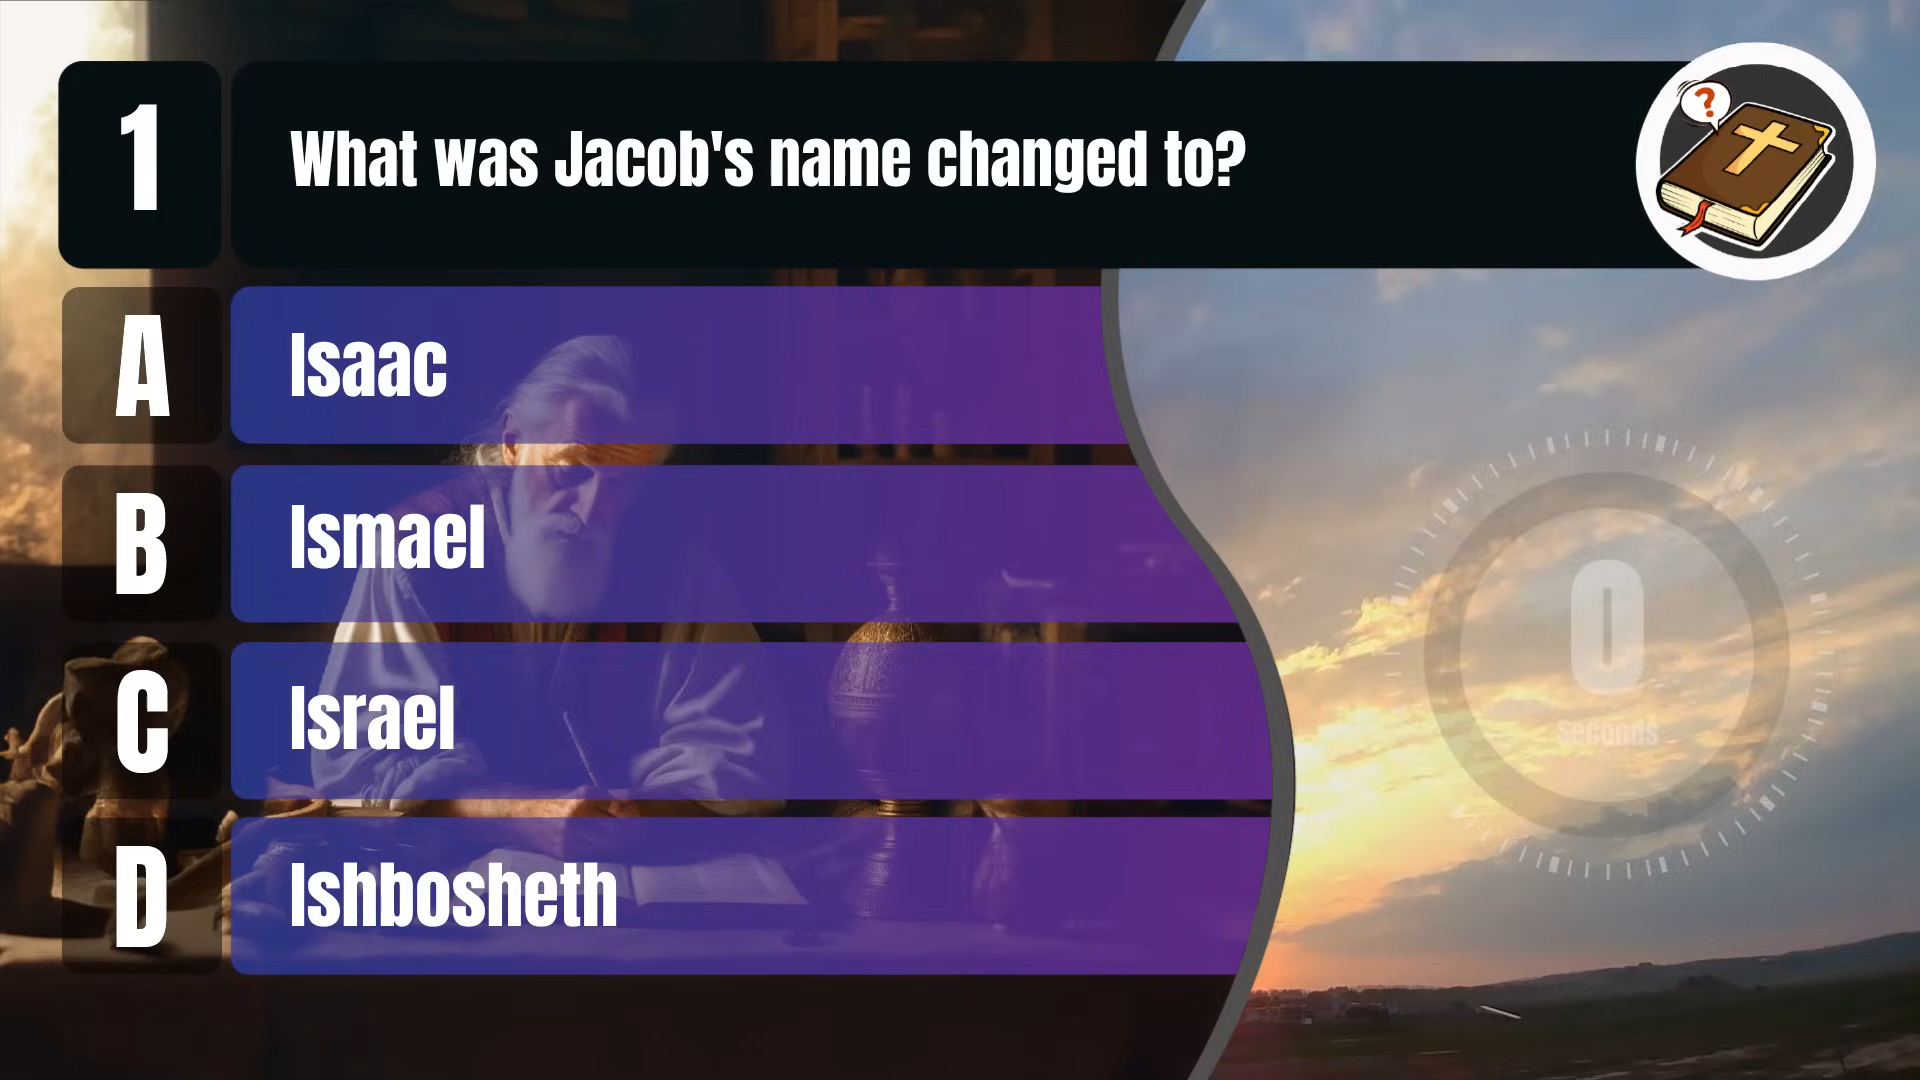 1
What was Jacob's name changed to?
?
A
Isaac
B
Ismael
C
Israel
D
Ishbosheth
0
Seconds